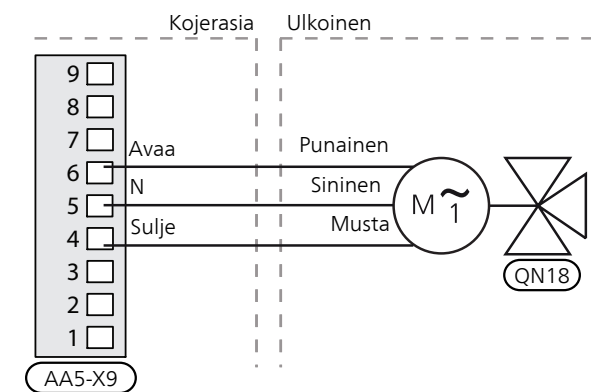 Kojerasia Ulkoinen
9
8
7
Avaa Punainen
6
N Sininen
5
M ~ 1
Sulje Musta
4
3
2
1
QN18
AA5-X9